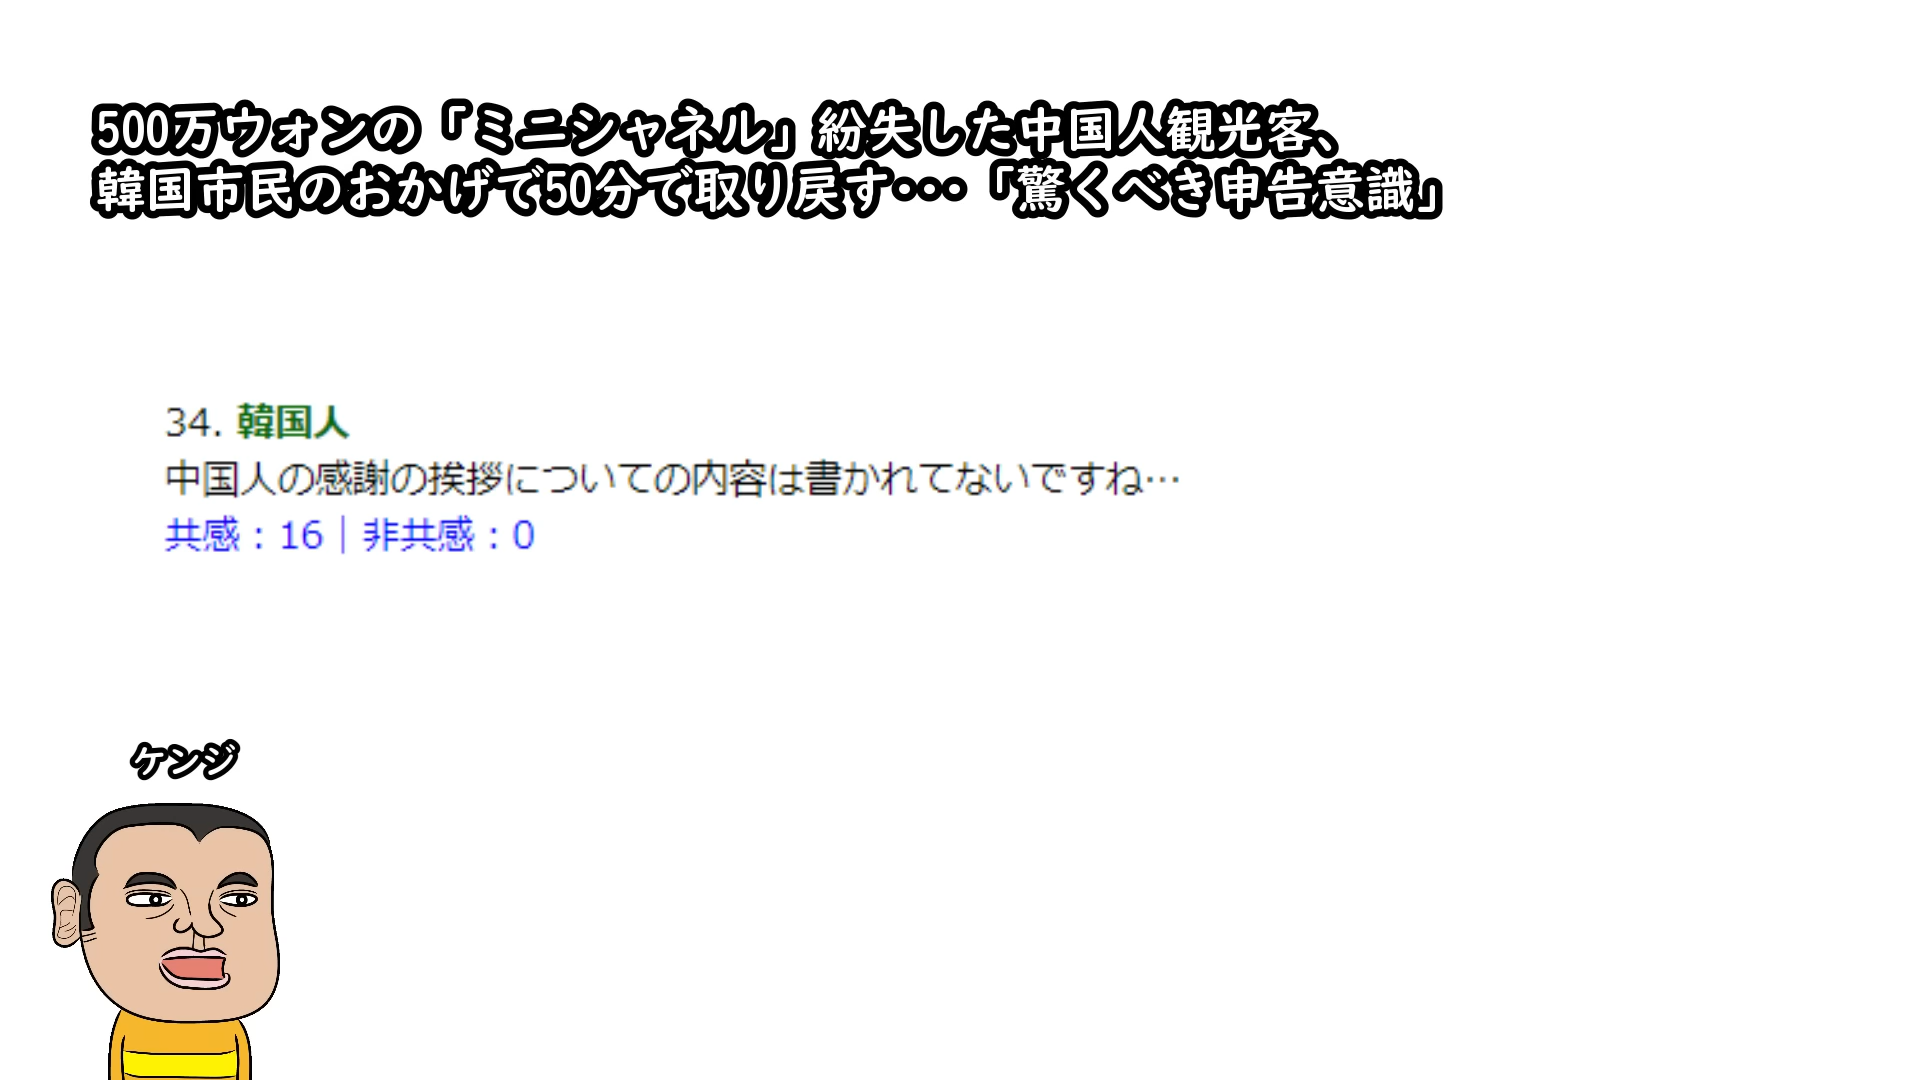 500万ウォンの「ミニシャネル」紛失した中国人観光客、
韓国市民のおかげで50分で取り戻す・・・「驚くべき申告意識」
34. 韓国人
中国人の感謝の挨拶についての内容は書かれてないですね…
共感：16｜非共感：0
ケンジ